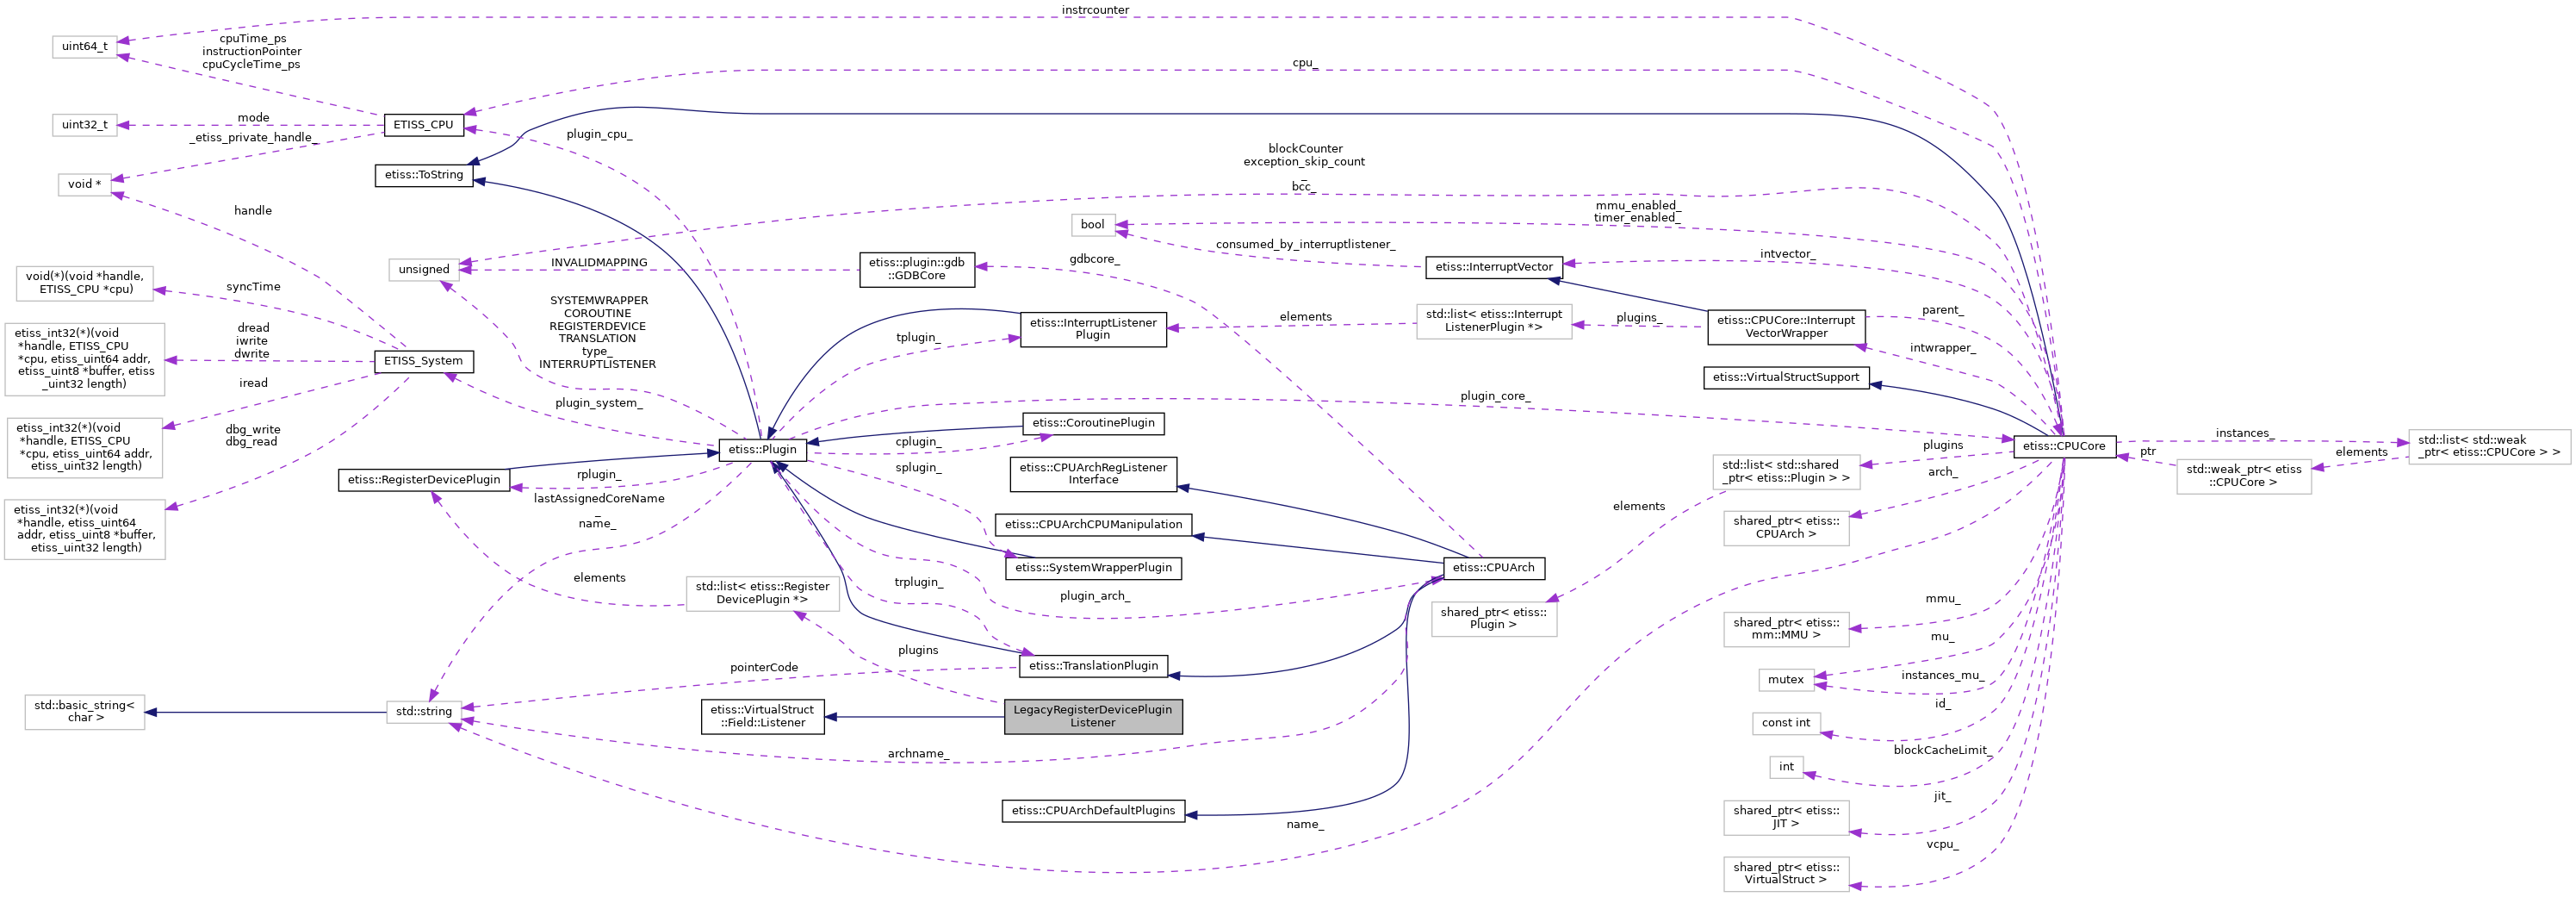 instrcounter
uint64_t
cpuTime_ps
instructionPointer
cpuCycleTime_ps
cpu_
uint32_t
mode
ETISS_CPU
_etiss_private_handle_
plugin_cpu_
void *
etiss::ToString
blockCounter
exception_skip_count
_
bcc_
handle
bool
mmu_enabled_
timer_enabled_
consumed_by_interruptlistener_
intvector_
void(*)(void *handle,
ETISS_CPU *cpu)
syncTime
unsigned
INVALIDMAPPING
etiss::plugin::gdb
::GDBCore
gdbcore_
etiss::InterruptVector
etiss_int32(*)(void
*handle, ETISS_CPU
*cpu, etiss_uint64 addr,
etiss_uint8 *buffer, etiss
_uint32 length)
dread
iwrite
dwrite
SYSTEMWRAPPER
COROUTINE
REGISTERDEVICE
TRANSLATION
type_
INTERRUPTLISTENER
etiss::InterruptListener
Plugin
tplugin_
elements
std::list< etiss::Interrupt
ListenerPlugin *>
plugins_
etiss::CPUCore::Interrupt
VectorWrapper
parent_
intwrapper_
ETISS_System
iread
etiss::VirtualStructSupport
plugin_system_
plugin_core_
etiss_int32(*)(void
*handle, ETISS_CPU
*cpu, etiss_uint64 addr,
etiss_uint32 length)
dbg_write
dbg_read
etiss::Plugin
cplugin_
etiss::CoroutinePlugin
etiss::CPUCore
instances_
std::list< std::weak
_ptr< etiss::CPUCore > >
ptr
elements
std::weak_ptr< etiss
::CPUCore >
etiss::RegisterDevicePlugin
rplugin_
splugin_
etiss::CPUArchRegListener
Interface
plugins
std::list< std::shared
_ptr< etiss::Plugin > >
arch_
etiss_int32(*)(void
*handle, etiss_uint64
addr, etiss_uint8 *buffer,
etiss_uint32 length)
lastAssignedCoreName
_
name_
etiss::CPUArchCPUManipulation
elements
shared_ptr< etiss::
CPUArch >
etiss::SystemWrapperPlugin
etiss::CPUArch
elements
std::list< etiss::Register
DevicePlugin *>
trplugin_
plugin_arch_
shared_ptr< etiss::
Plugin >
mmu_
shared_ptr< etiss::
mm::MMU >
plugins
pointerCode
etiss::TranslationPlugin
mu_
mutex
instances_mu_
std::basic_string<
char >
std::string
etiss::VirtualStruct
::Field::Listener
LegacyRegisterDevicePlugin
Listener
id_
const int
archname_
blockCacheLimit_
int
etiss::CPUArchDefaultPlugins
name_
jit_
shared_ptr< etiss::
JIT >
vcpu_
shared_ptr< etiss::
VirtualStruct >